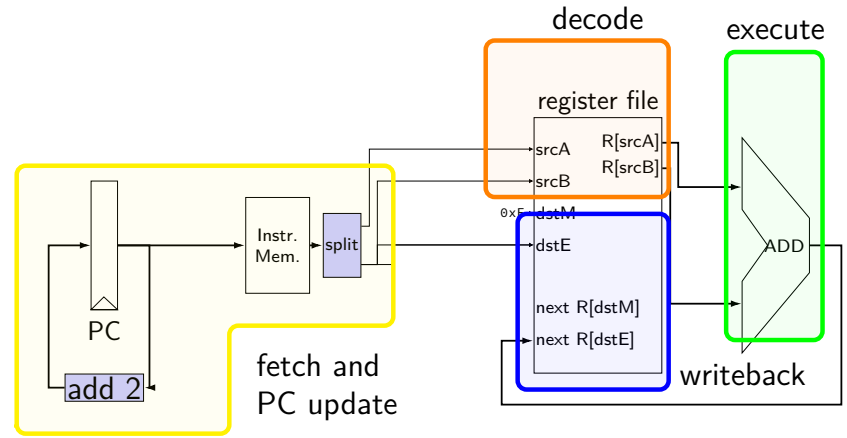 decode
execute
register file
srcA
R[srcA]
R[srcB]
srcB
0xF
dstM
Instr.
Mem.
split
dstE
ADD
next R[dstM]
PC
next R[dstE]
fetch and
PC update
writeback
add 2